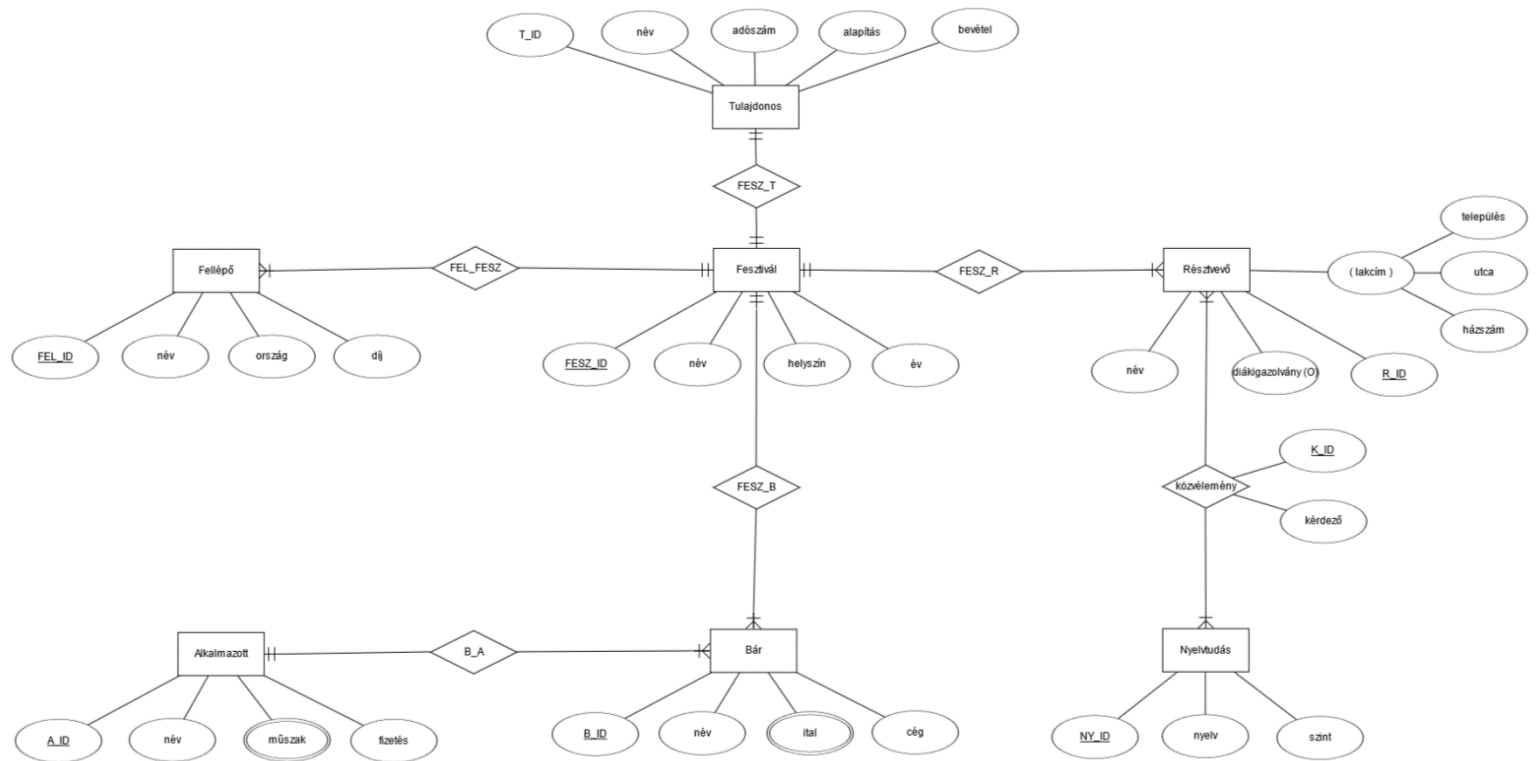 T_ID
név
adószám
alapítás
bevétel
Tulajdonos
FESZ_T
Fellépő
FEL_FESZ
Fesztivál
FESZ_R
Résztvevő
( lakcím )
település
utca
házszám
FEL_ID
név
ország
díj
FESZ_ID
név
helyszín
év
név
diákigazolvány (O)
R_ID
K_ID
FESZ_B
közvélemény
kérdező
Alkalmazott
B_A
Bár
Nyelvtudás
A_ID
név
műszak
fizetés
B_ID
név
ital
cég
NY_ID
nyelv
szint